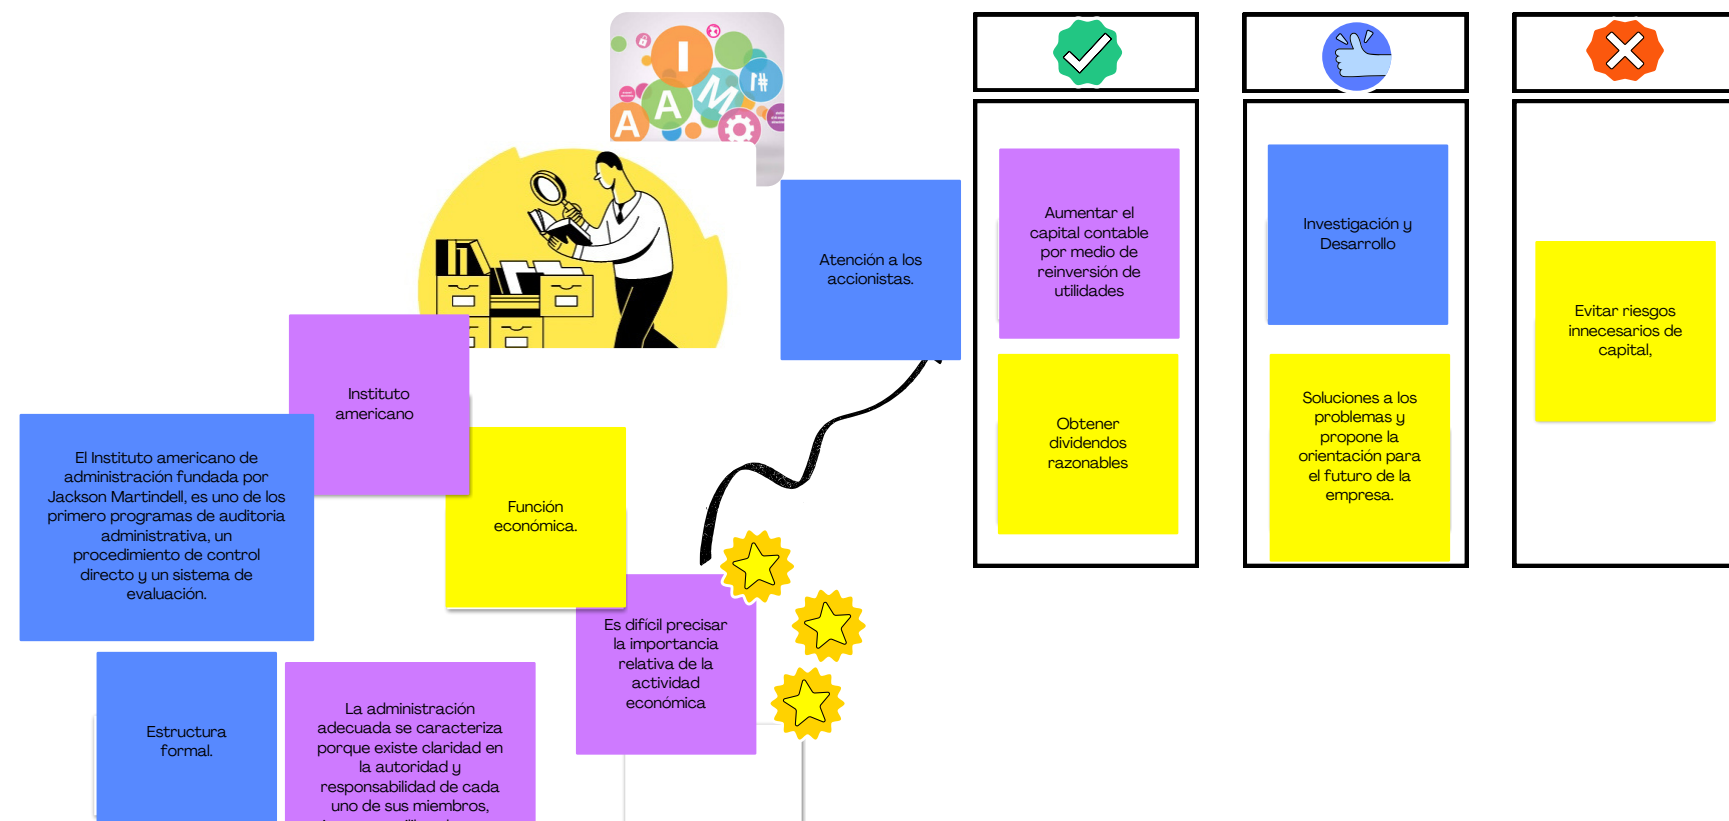 I
A
M
A
#
Atención a los
accionistas.
Aumentar el
capital contable
por medio de
reinversión de
utilidades
Obtener
dividendos
razonables
Investigación y
Desarrollo
Soluciones a los
problemas y
propone la
orientación para
el futuro de la
empresa.
Evitar riesgos
innecesarios de
capital,
Instituto
americano
El Instituto americano de
administración fundada por
Jackson Martindell, es uno de los
primero programas de auditoria
administrativa, un
procedimiento de control
directo y un sistema de
evaluación.
Función
económica.
Es difícil precisar
la importancia
relativa de la
actividad
económica
Estructura
formal.
La administración
adecuada se caracteriza
porque existe claridad en
la autoridad y
responsabilidad de cada
uno de sus miembros,